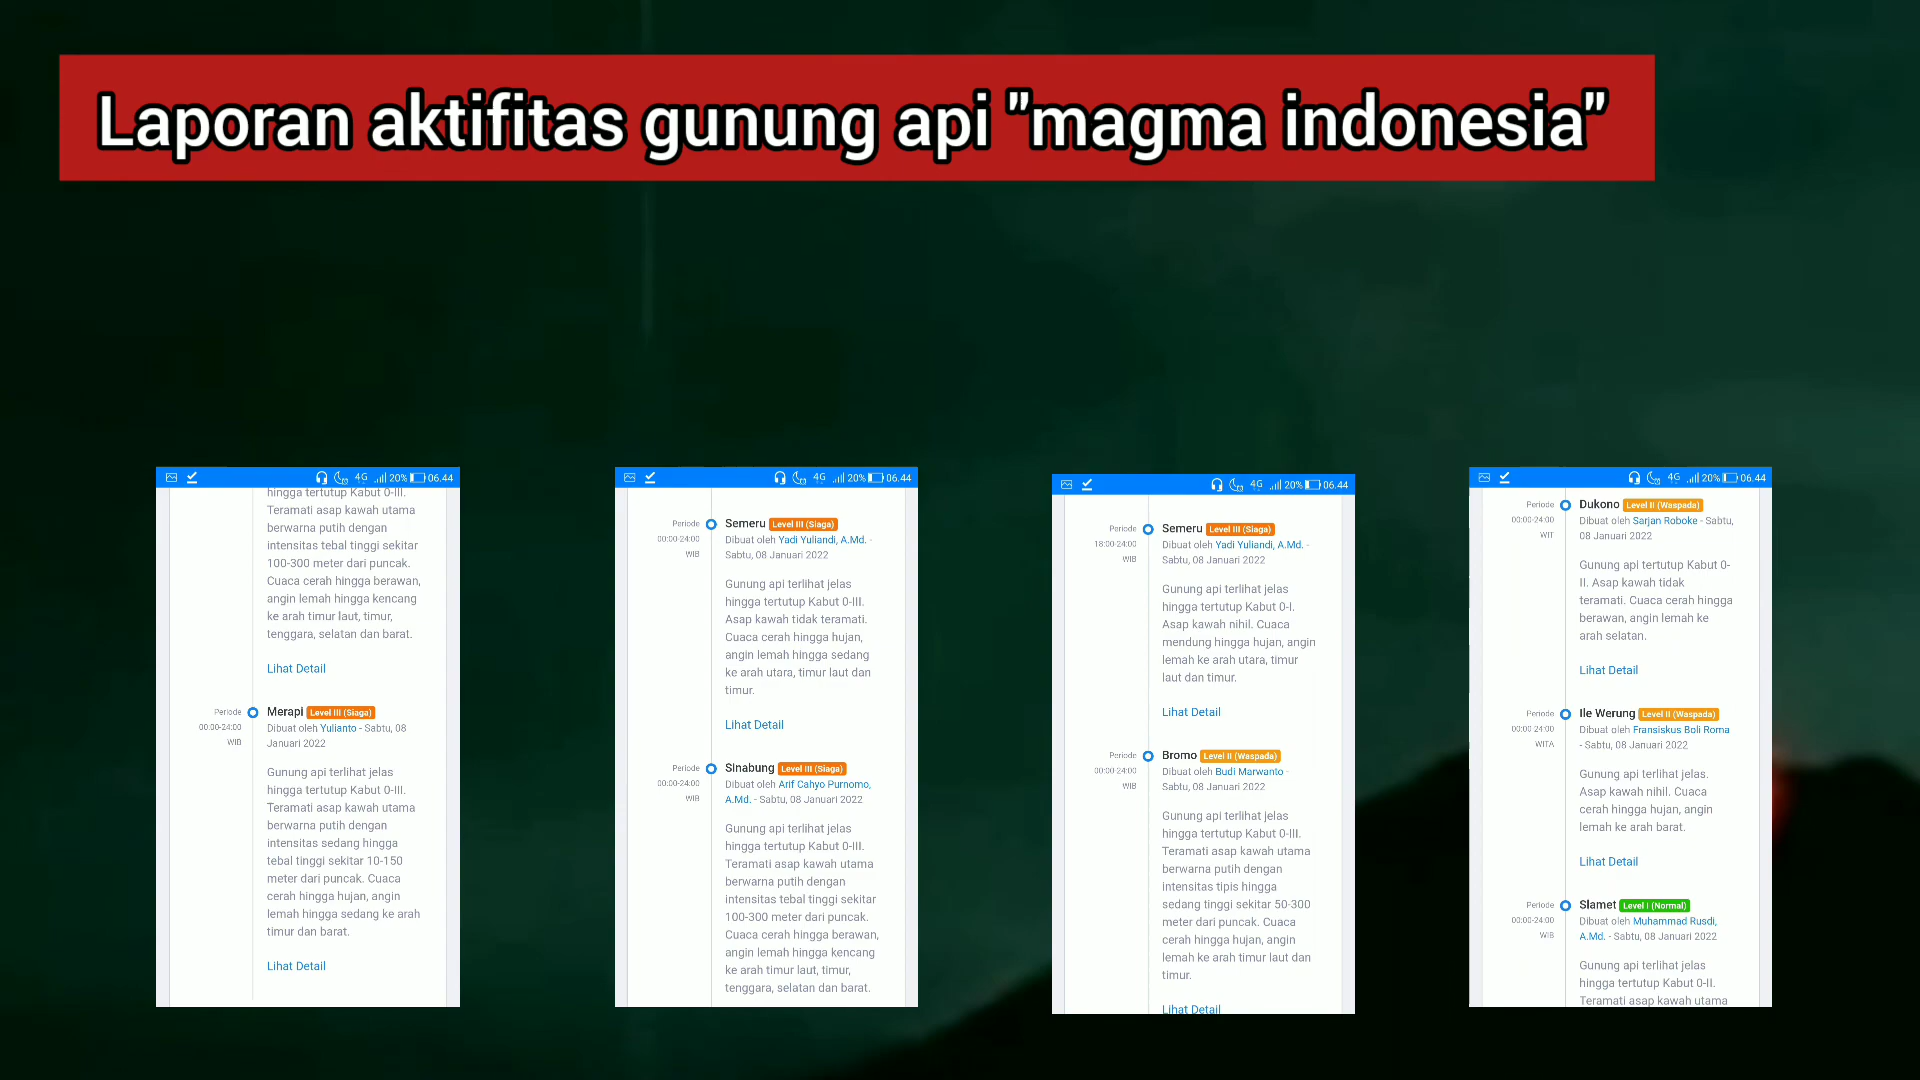 Laporan aktifitas gunung api "magma indonesia"
4G 20% 06.44
hingga tertutup Kabut 0-III.
Teramati asap kawah utama
berwarna putih dengan
intensitas tebal tinggi sekitar
100-300 meter dari puncak.
Cuaca cerah hingga berawan,
angin lemah hingga kencang
ke arah timur laut, timur,
tenggara, selatan dan barat.
Lihat Detail
Periode
00:00-24:00
WIB
Merapi Level III (Siaga)
Dibuat oleh Yulianto - Sabtu, 08
Januari 2022
Gunung api terlihat jelas
hingga tertutup Kabut 0-III.
Teramati asap kawah utama
berwarna putih dengan
intensitas sedang hingga
tebal tinggi sekitar 10-150
meter dari puncak. Cuaca
cerah hingga hujan, angin
lemah hingga sedang ke arah
timur dan barat.
Lihat Detail
4G 20% 06.44
Periode
00:00-24:00
WIB
Semeru Level III (Siaga)
Dibuat oleh Yadi Yuliandi, A.Md. -
Sabtu, 08 Januari 2022
Gunung api terlihat jelas
hingga tertutup Kabut 0-III.
Asap kawah tidak teramati.
Cuaca cerah hingga hujan,
angin lemah hingga sedang
ke arah utara, timur laut dan
timur.
Lihat Detail
Periode
00:00-24:00
WIB
Sinabung Level III (Siaga)
Dibuat oleh Arif Cahyo Purnomo,
A.Md. - Sabtu, 08 Januari 2022
Gunung api terlihat jelas
hingga tertutup Kabut 0-III.
Teramati asap kawah utama
berwarna putih dengan
intensitas tebal tinggi sekitar
100-300 meter dari puncak.
Cuaca cerah hingga berawan,
angin lemah hingga kencang
ke arah timur laut, timur,
tenggara, selatan dan barat.
4G 20% 06.44
Periode
18:00-24:00
WIB
Semeru Level III (Siaga)
Dibuat oleh Yadi Yuliandi, A.Md. -
Sabtu, 08 Januari 2022
Gunung api terlihat jelas
hingga tertutup Kabut 0-I.
Asap kawah nihil. Cuaca
mendung hingga hujan, angin
lemah ke arah utara, timur
laut dan timur.
Lihat Detail
Periode
00:00-24:00
WIB
Bromo Level II (Waspada)
Dibuat oleh Budi Marwanto -
Sabtu, 08 Januari 2022
Gunung api terlihat jelas
hingga tertutup Kabut 0-III.
Teramati asap kawah utama
berwarna putih dengan
intensitas tipis hingga
sedang tinggi sekitar 50-300
meter dari puncak. Cuaca
cerah hingga hujan, angin
lemah ke arah timur laut dan
timur.
Lihat Detail
4G 20% 06.44
Periode
00:00-24:00
WIT
Dukono Level II (Waspada)
Dibuat oleh Sarjan Roboke - Sabtu,
08 Januari 2022
Gunung api tertutup Kabut 0-
II. Asap kawah tidak
teramati. Cuaca cerah hingga
berawan, angin lemah ke
arah selatan.
Lihat Detail
Periode
00:00-24:00
WITA
Ile Werung Level II (Waspada)
Dibuat oleh Fransiskus Boli Roma
- Sabtu, 08 Januari 2022
Gunung api terlihat jelas.
Asap kawah nihil. Cuaca
cerah hingga hujan, angin
lemah ke arah barat.
Lihat Detail
Periode
00:00-24:00
WIB
Slamet Level I (Normal)
Dibuat oleh Muhammad Rusdi,
A.Md. - Sabtu, 08 Januari 2022
Gunung api terlihat jelas
hingga tertutup Kabut 0-II.
Teramati asap kawah utama